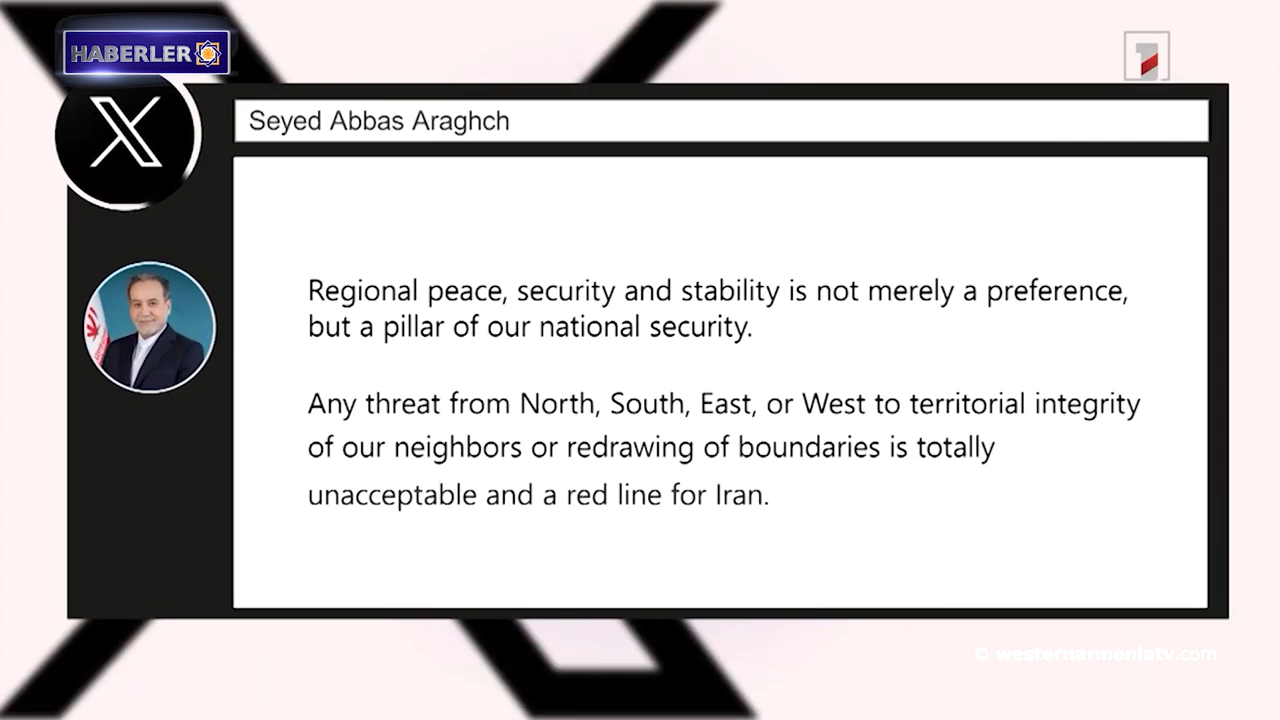 HABERLER
1
Seyed Abbas Araghch
Regional peace, security and stability is not merely a preference,
but a pillar of our national security.
Any threat from North, South, East, or West to territorial integrity
of our neighbors or redrawing of boundaries is totally
unacceptable and a red line for Iran.
© westernarmeniatv.com